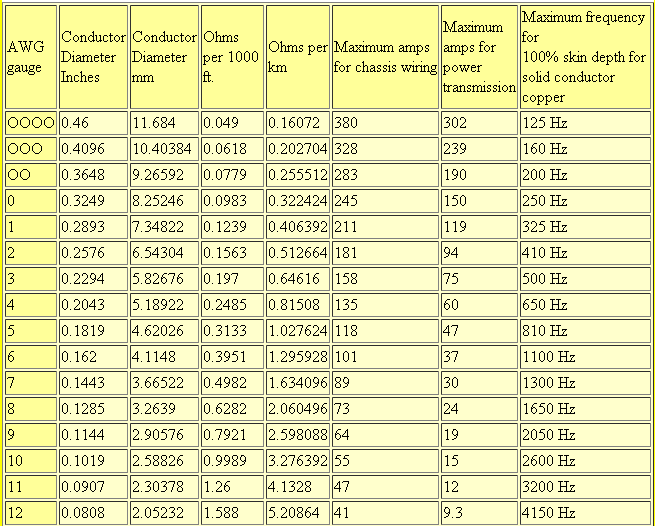 AWG gauge Conductor Diameter Inches Conductor Diameter mm Ohms per 1000 ft. Ohms per km Maximum amps for chassis wiring Maximum amps for power transmission Maximum frequency for 100% skin depth for solid conductor copper
OOOO 0.46 11.684 0.049 0.16072 380 302 125 Hz
OOO 0.4096 10.40384 0.0618 0.202704 328 239 160 Hz
OO 0.3648 9.26592 0.0779 0.255512 283 190 200 Hz
0 0.3249 8.25246 0.0983 0.322424 245 150 250 Hz
1 0.2893 7.34822 0.1239 0.406392 211 119 325 Hz
2 0.2576 6.54304 0.1563 0.512664 181 94 410 Hz
3 0.2294 5.82676 0.197 0.64616 158 75 500 Hz
4 0.2043 5.18922 0.2485 0.81508 135 60 650 Hz
5 0.1819 4.62026 0.3133 1.027624 118 47 810 Hz
6 0.162 4.1148 0.3951 1.295928 101 37 1100 Hz
7 0.1443 3.66522 0.4982 1.634096 89 30 1300 Hz
8 0.1285 3.2639 0.6282 2.060496 73 24 1650 Hz
9 0.1144 2.90576 0.7921 2.598088 64 19 2050 Hz
10 0.1019 2.58826 0.9989 3.276392 55 15 2600 Hz
11 0.0907 2.30378 1.26 4.1328 47 12 3200 Hz
12 0.0808 2.05232 1.588 5.20864 41 9.3 4150 Hz